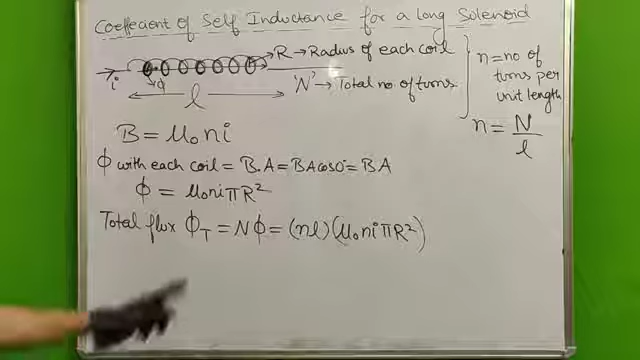 Coefficient of Self Inductance for a long Solenoid
R → Radius of each coil
i
ϕ
l
'N' → Total no of turns
n = no of
turns per
unit length
n = N/l
B = μ₀ni
ϕ with each coil = B.A = BAcos0° = BA
ϕ = μ₀niπR²
Total flux ϕ_T = Nϕ = (nl)(μ₀niπR²)